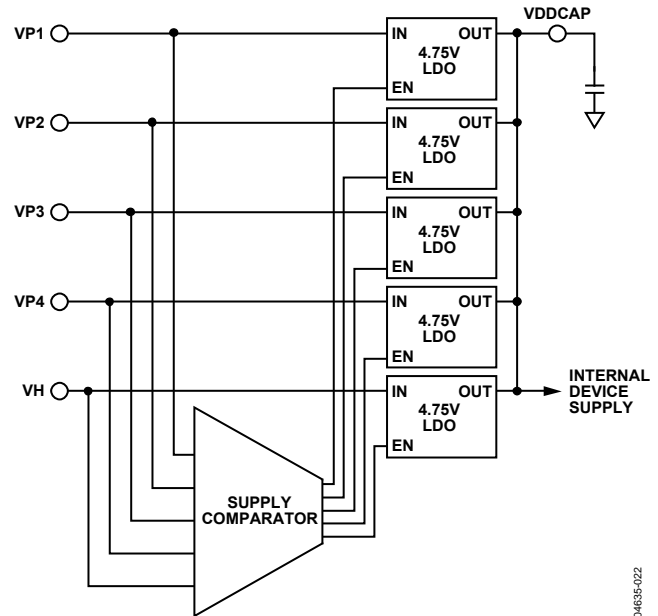 VP1
IN OUT
4.75V
LDO
EN
VDDCAP
VP2
IN OUT
4.75V
LDO
EN
VP3
IN OUT
4.75V
LDO
EN
VP4
IN OUT
4.75V
LDO
EN
VH
IN OUT
4.75V
LDO
EN
INTERNAL
DEVICE
SUPPLY
SUPPLY
COMPARATOR
04635-022